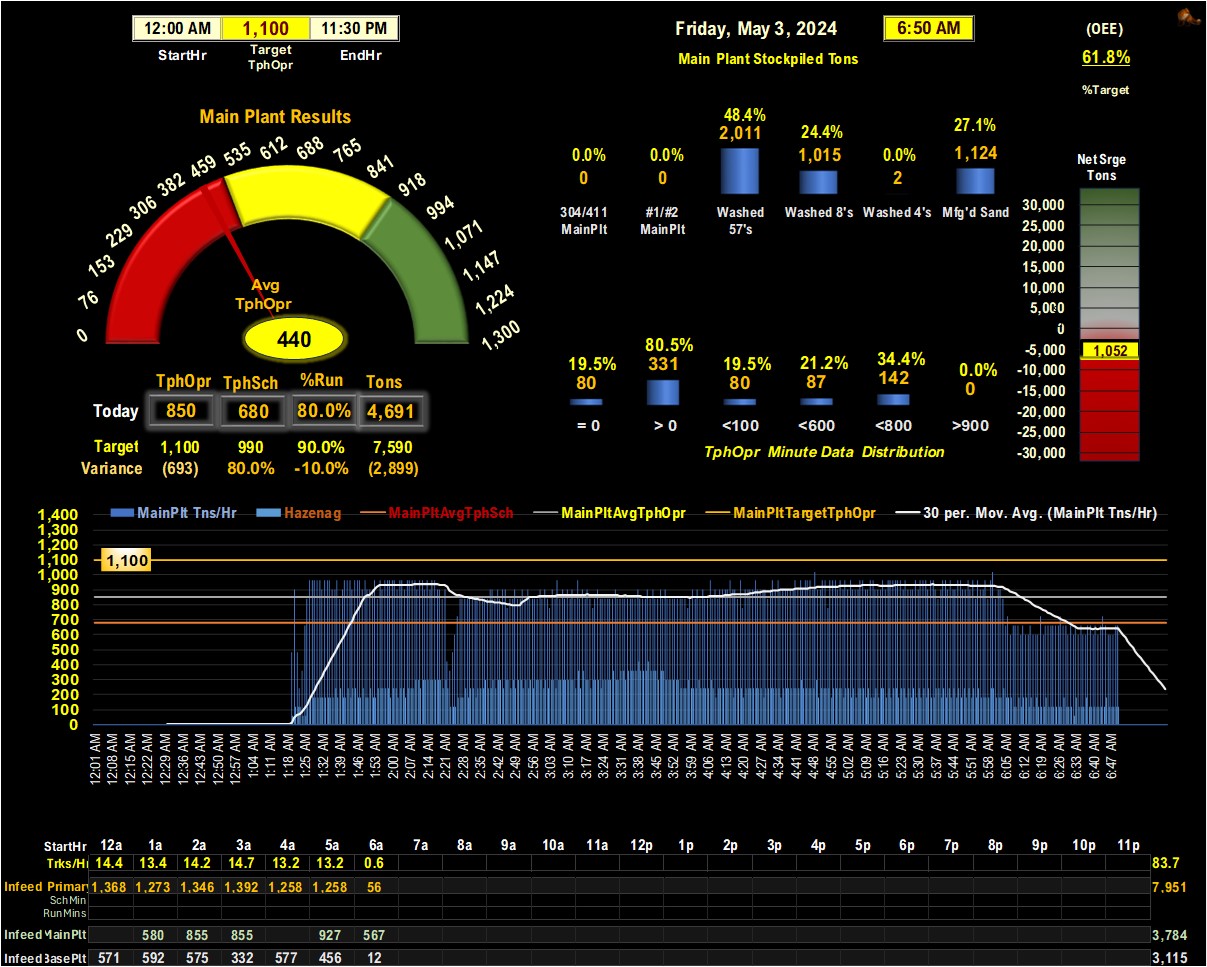 12:00 AM 1,100 11:30 PM
StartHr Target TphOpr EndHr
Friday, May 3, 2024 6:50 AM
Main Plant Stockpiled Tons
(OEE)
61.8%
%Target
Main Plant Results
0 76 153 229 306 382 459 535 612 688 765 841 918 994 1,071 1,147 1,224 1,300
Avg
TphOpr
440
48.4% 24.4% 27.1%
0.0% 0.0% 2,011 1,015 0.0% 1,124
0 0 2
304/411 MainPlt #1/#2 MainPlt Washed 57's Washed 8's Washed 4's Mfg'd Sand
NetSrge
Tons
30,000
25,000
20,000
15,000
10,000
5,000
0
-5,000
1,052
-10,000
-15,000
-20,000
-25,000
-30,000
19.5% 80.5% 19.5% 21.2% 34.4% 0.0%
80 331 80 87 142 0
= 0 > 0 <100 <600 <800 >900
TphOpr Minute Data Distribution
TphOpr TphSch %Run Tons
Today 850 680 80.0% 4,691
Target 1,100 990 90.0% 7,590
Variance (693) 80.0% -10.0% (2,899)
MainPlt Tns/Hr Hazenag MainPltAvgTphSch MainPltAvgTphOpr MainPltTargetTphOpr 30 per. Mov. Avg. (MainPlt Tns/Hr)
1,400
1,300
1,200
1,100
1,100
1,000
900
800
700
600
500
400
300
200
100
0
12:01 AM 12:08 AM 12:15 AM 12:22 AM 12:29 AM 12:36 AM 12:43 AM 12:50 AM 12:57 AM 1:04 AM 1:11 AM 1:18 AM 1:25 AM 1:32 AM 1:39 AM 1:46 AM 1:53 AM 2:00 AM 2:07 AM 2:14 AM 2:21 AM 2:28 AM 2:35 AM 2:42 AM 2:49 AM 2:56 AM 3:03 AM 3:10 AM 3:17 AM 3:24 AM 3:31 AM 3:38 AM 3:45 AM 3:52 AM 3:59 AM 4:06 AM 4:13 AM 4:20 AM 4:27 AM 4:34 AM 4:41 AM 4:48 AM 4:55 AM 5:02 AM 5:09 AM 5:16 AM 5:23 AM 5:30 AM 5:37 AM 5:44 AM 5:51 AM 5:58 AM 6:05 AM 6:12 AM 6:19 AM 6:26 AM 6:33 AM 6:40 AM 6:47 AM
StartHr 12a 1a 2a 3a 4a 5a 6a 7a 8a 9a 10a 11a 12p 1p 2p 3p 4p 5p 6p 7p 8p 9p 10p 11p
Trks/H 14.4 13.4 14.2 14.7 13.2 13.2 0.6 83.7
Infeed Primary 1,368 1,273 1,346 1,392 1,258 1,258 56 7,951
SchMin
RunMins
Infeed MainPlt 580 855 855 927 567 3,784
Infeed BasePlt 571 592 575 332 577 456 12 3,115